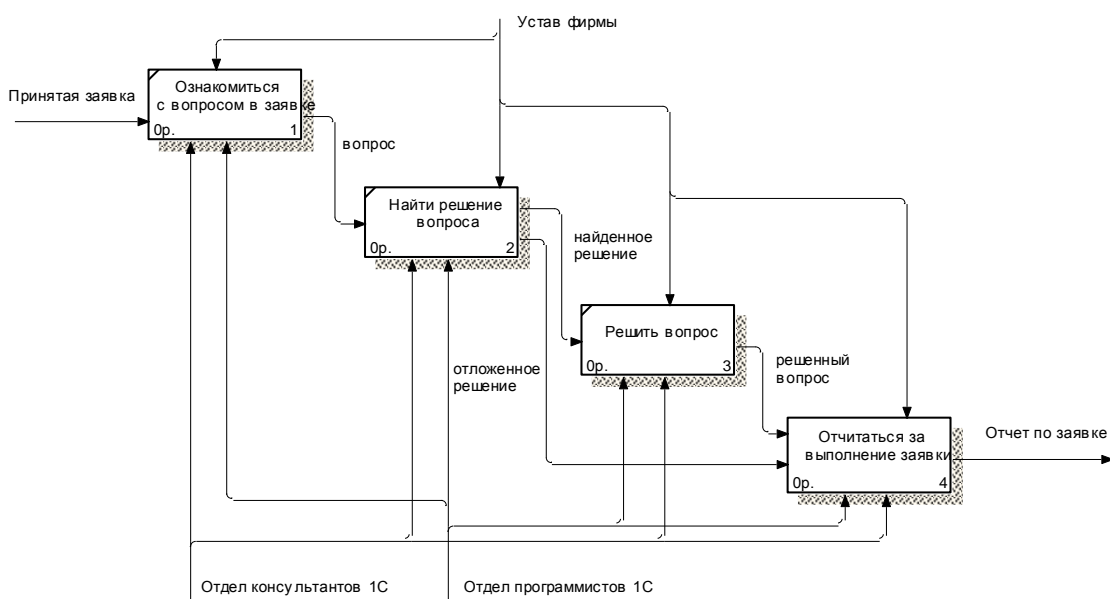 Устав фирмы
Принятая заявка
Ознакомиться
с вопросом в заявке
0р. 1
вопрос
Найти решение
вопроса
0р. 2
найденное
решение
Решить вопрос
0р. 3
отложенное
решение
решенный
вопрос
Отчитаться за
выполнение заявки
0р. 4
Отчет по заявке
Отдел консультантов 1С
Отдел программистов 1С